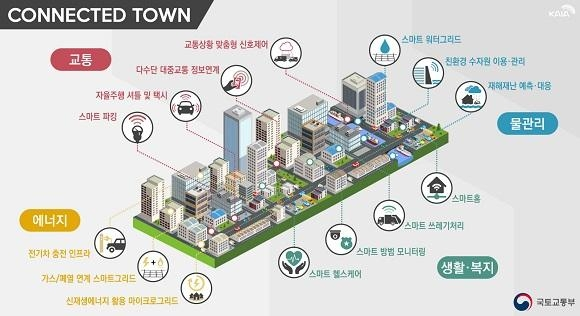 CONNECTED TOWN
KAIA
교통
교통상황 맞춤형 신호제어
다수단 대중교통 정보연계
자율주행 셔틀 및 택시
스마트 파킹
스마트 워터그리드
친환경 수자원 이용·관리
재해재난 예측·대응
물관리
에너지
전기차 충전 인프라
가스/폐열 연계 스마트그리드
신재생에너지 활용 마이크로그리드
스마트홈
스마트 쓰레기처리
스마트 방범 모니터링
스마트 헬스케어
생활·복지
국토교통부